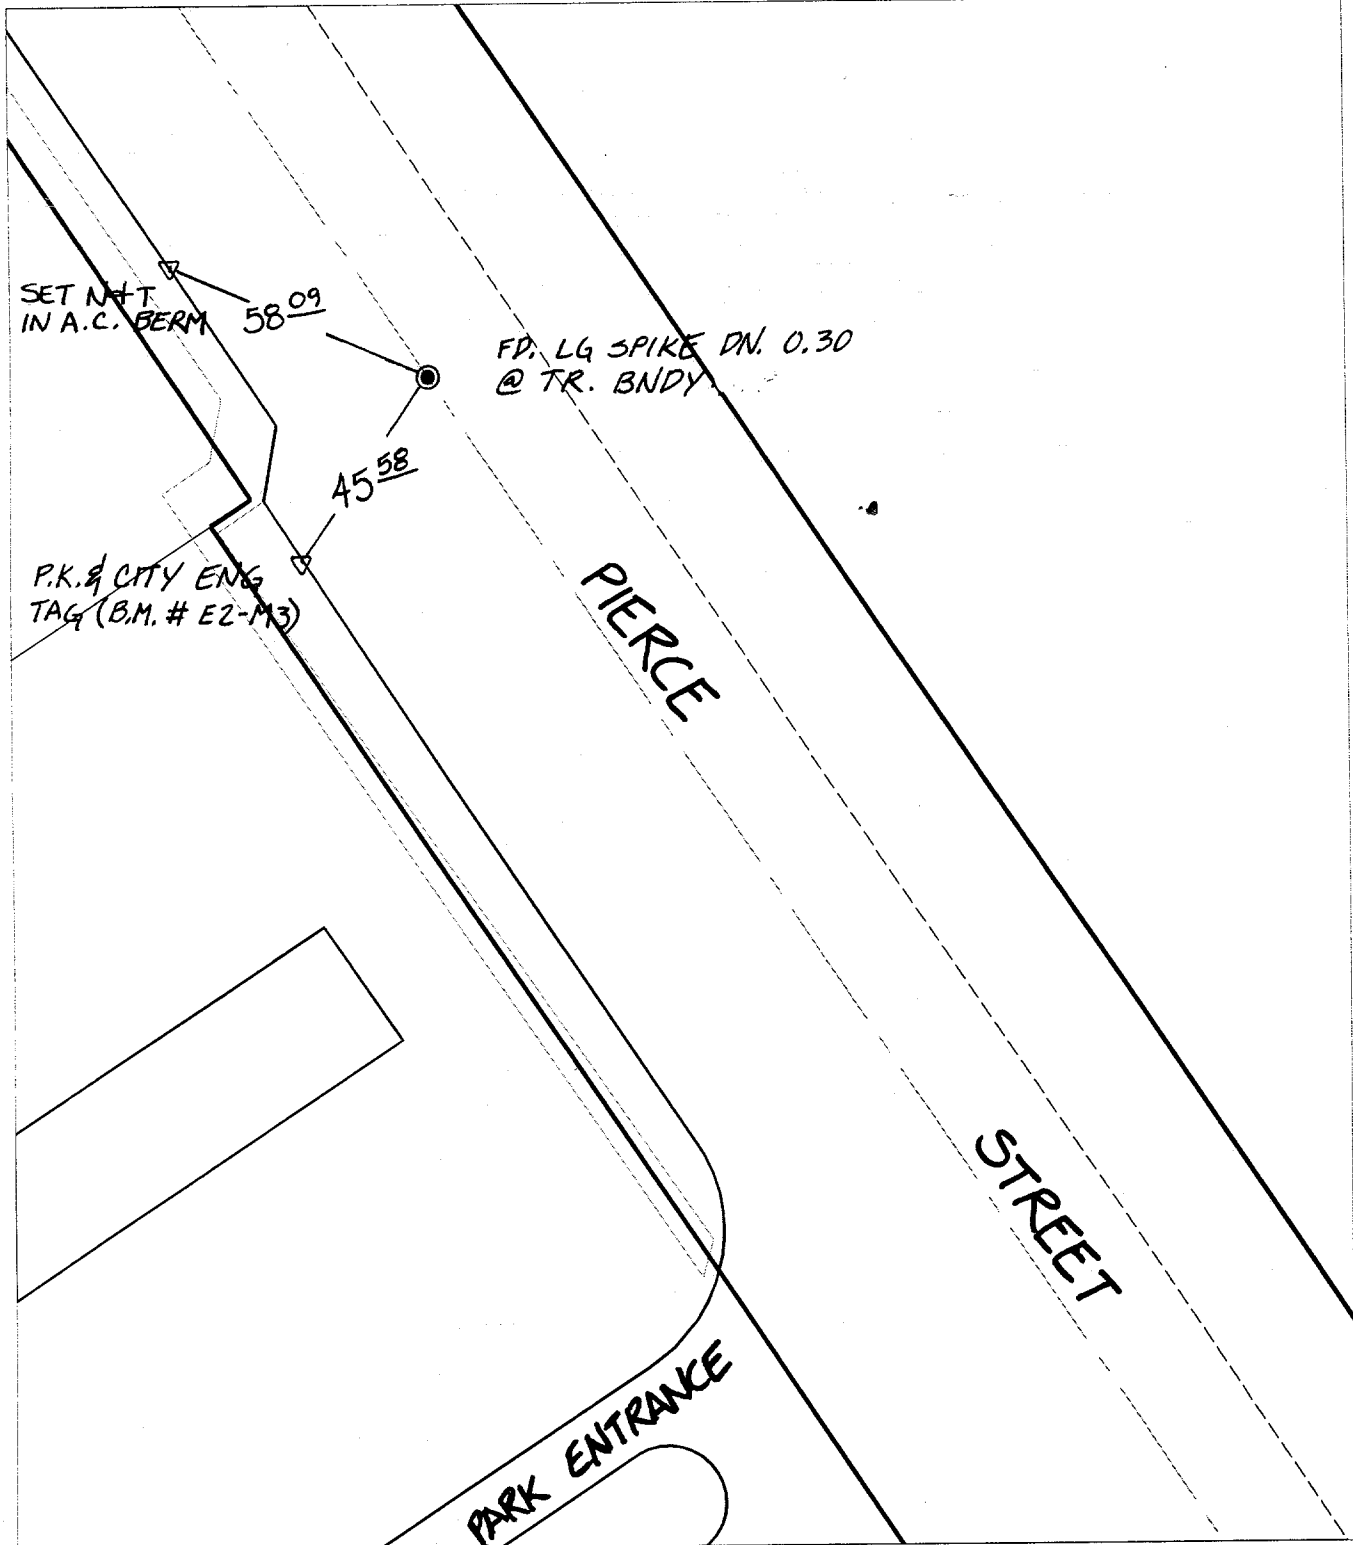 SET N+T
IN A.C. BERM
58 09
FD. LG SPIKE DN. 0.30
@ TR. BNDY.
45 58
P.K. & CITY ENG
TAG (B.M. # E2-M3)
PIERCE
STREET
PARK ENTRANCE